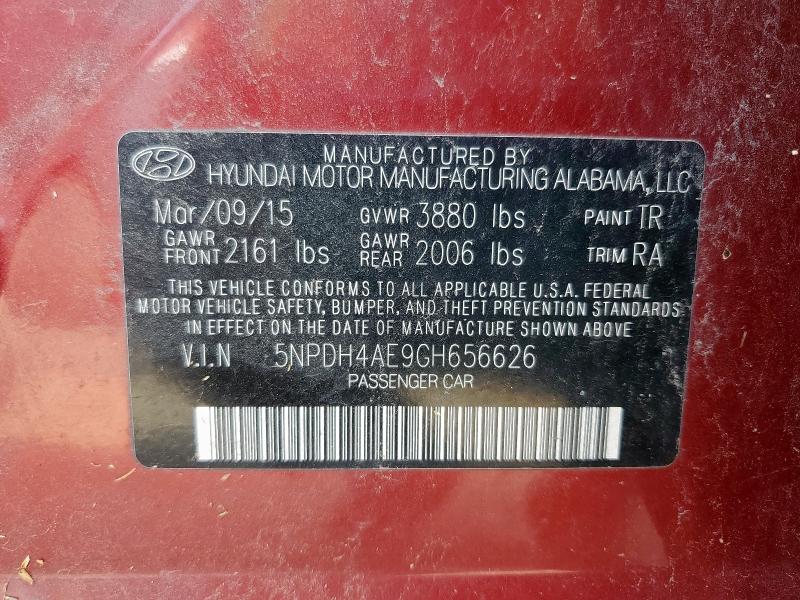 MANUFACTURED BY
HYUNDAI MOTOR MANUFACTURING ALABAMA, LLC
Mar/09/15 GVWR 3880 lbs PAINT TR
GAWR FRONT 2161 lbs GAWR REAR 2006 lbs TRIM RA
THIS VEHICLE CONFORMS TO ALL APPLICABLE U.S.A. FEDERAL
MOTOR VEHICLE SAFETY, BUMPER, AND THEFT PREVENTION STANDARDS
IN EFFECT ON THE DATE OF MANUFACTURE SHOWN ABOVE
V.I.N 5NPDH4AE9GH656626
PASSENGER CAR